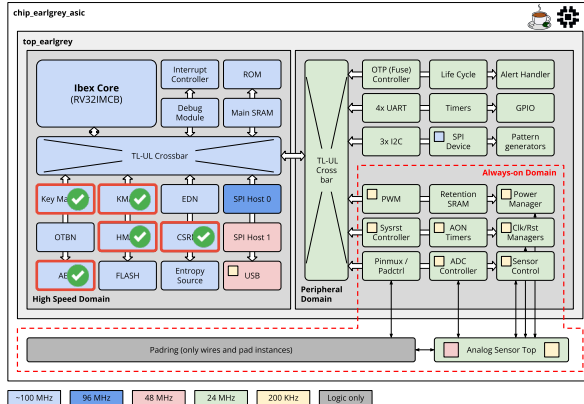 chip_earlgrey_asic
top_earlgrey
Ibex Core
(RV32IMCB)
Interrupt
Controller
ROM
Debug
Module
Main SRAM
TL-UL Crossbar
EDN
SPI Host 0
OTBN
SPI Host 1
FLASH
Entropy
Source
USB
High Speed Domain
TL-UL
Cross
bar
Peripheral
Domain
OTP (Fuse)
Controller
Life Cycle
Alert Handler
4x UART
Timers
GPIO
3x I2C
SPI
Device
Pattern
generators
Always-on Domain
PWM
Retention
SRAM
Power
Manager
Sysrst
Controller
AON
Timers
Clk/Rst
Managers
Pinmux /
Padctrl
ADC
Controller
Sensor
Control
Padring (only wires and pad instances)
Analog Sensor Top
~100 MHz
96 MHz
48 MHz
24 MHz
200 KHz
Logic only